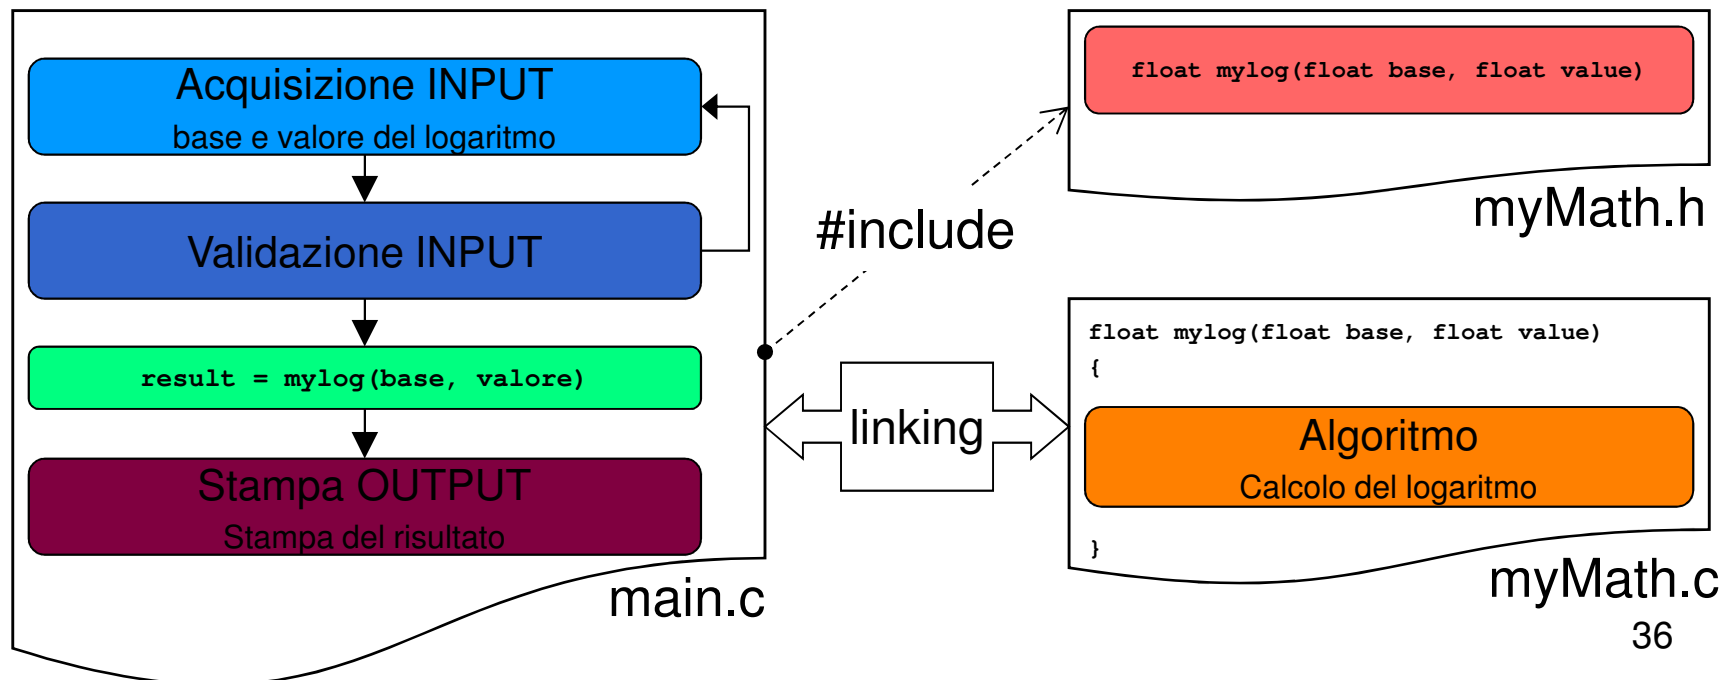 Acquisizione INPUT
base e valore del logaritmo
Validazione INPUT
result = mylog(base, valore)
Stampa OUTPUT
Stampa del risultato
main.c
#include
linking
float mylog(float base, float value)
myMath.h
float mylog(float base, float value)
{
Algoritmo
Calcolo del logaritmo
}
myMath.c
36